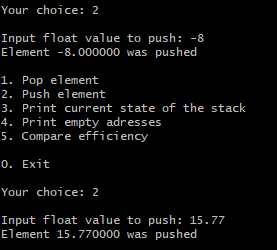 Your choice: 2
Input float value to push: -8
Element -8.000000 was pushed
1. Pop element
2. Push element
3. Print current state of the stack
4. Print empty adresses
5. Compare efficiency
0. Exit
Your choice: 2
Input float value to push: 15.77
Element 15.770000 was pushed